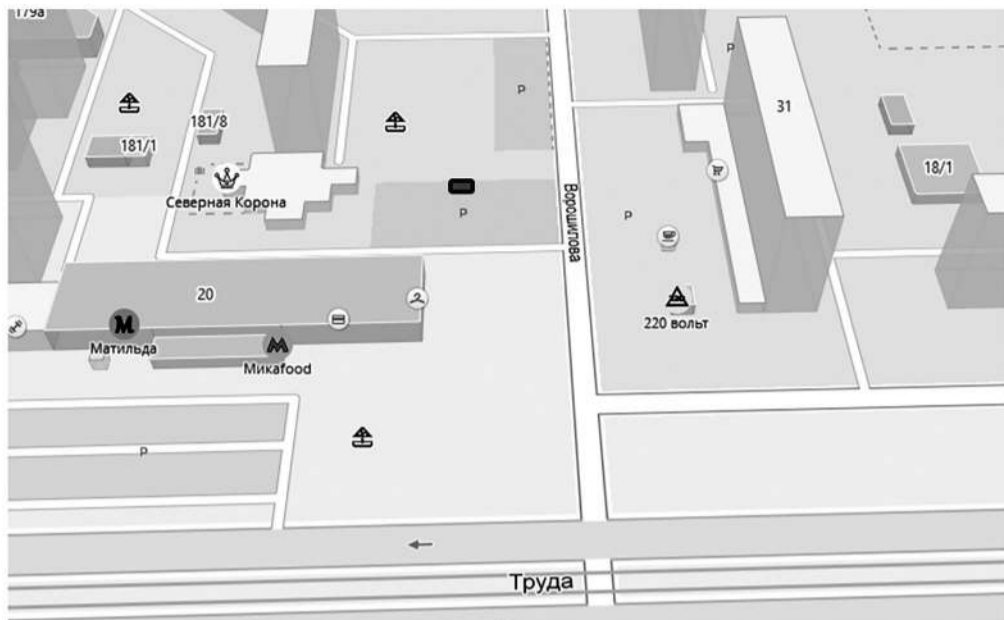 179а
181/8
181/1
Северная Корона
P
P
P
31
18/1
P
Ворошилова
220 вольт
20
М
Матильда
Микаfood
P
Труда